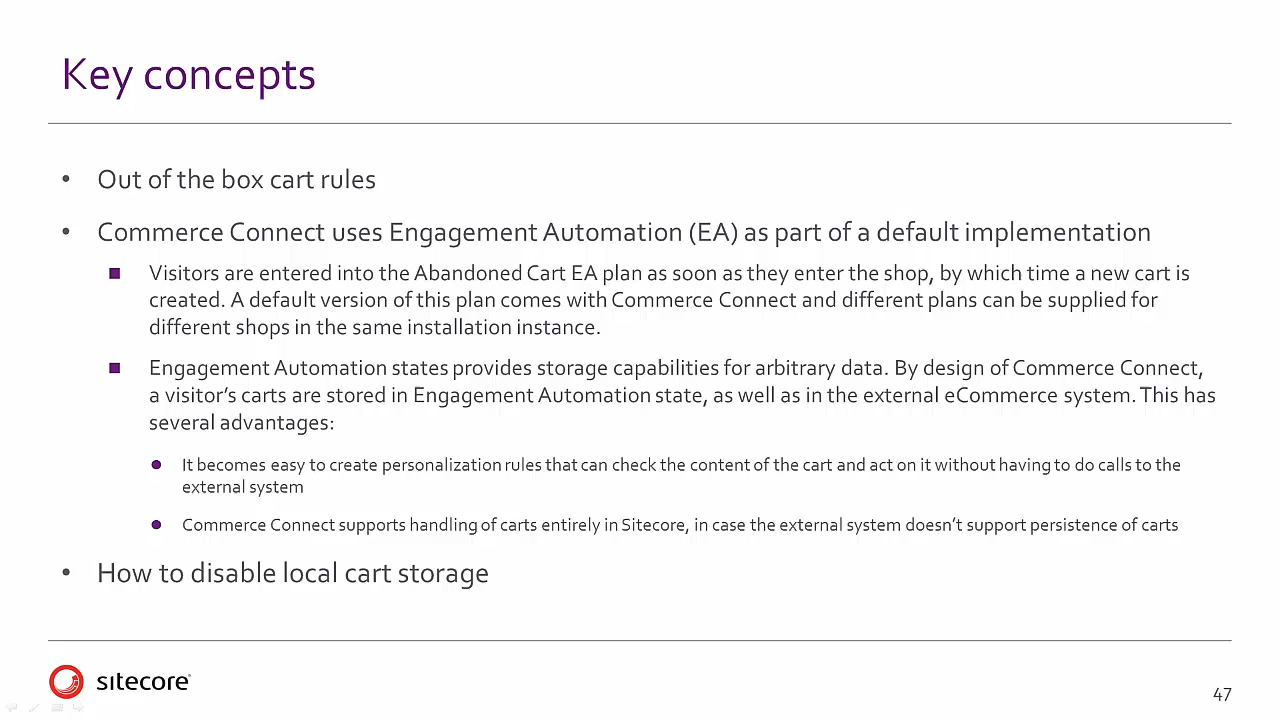 Key concepts
• Out of the box cart rules
• Commerce Connect uses Engagement Automation (EA) as part of a default implementation
■ Visitors are entered into the Abandoned Cart EA plan as soon as they enter the shop, by which time a new cart is
created. A default version of this plan comes with Commerce Connect and different plans can be supplied for
different shops in the same installation instance.
■ Engagement Automation states provides storage capabilities for arbitrary data. By design of Commerce Connect,
a visitor's carts are stored in Engagement Automation state, as well as in the external eCommerce system. This has
several advantages:
● It becomes easy to create personalization rules that can check the content of the cart and act on it without having to do calls to the
external system
● Commerce Connect supports handling of carts entirely in Sitecore, in case the external system doesn't support persistence of carts
• How to disable local cart storage
sitecore
47